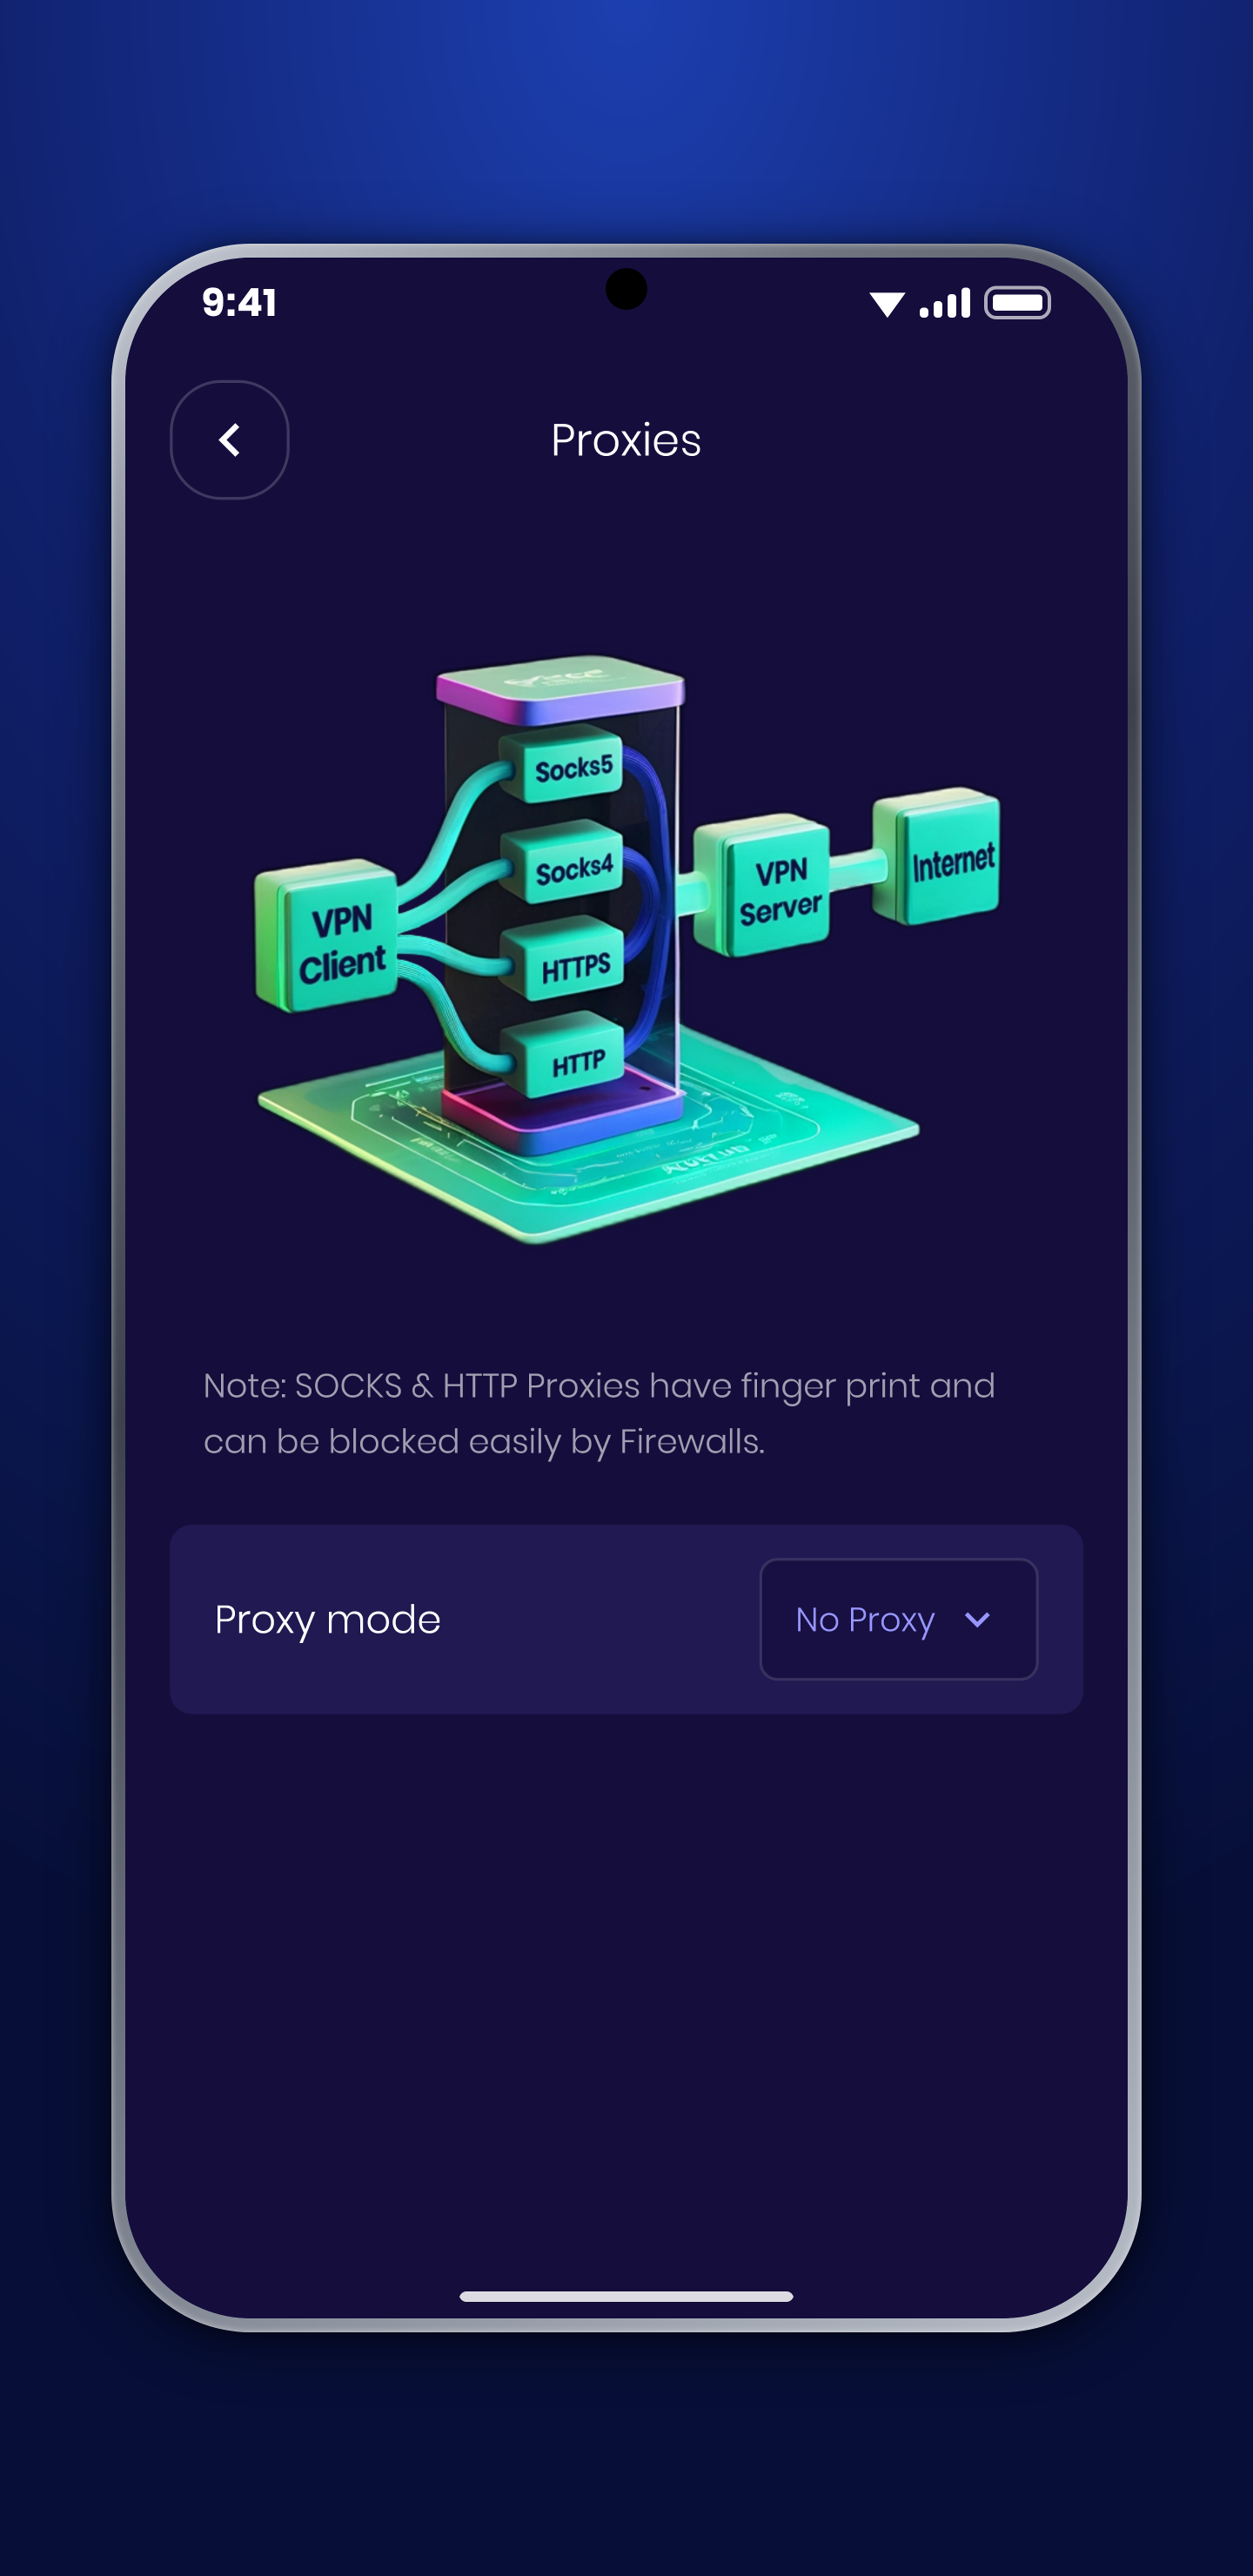 9:41
Proxies
Socks5
Socks4
HTTPS
HTTP
VPN
Client
VPN
Server
Internet
Note: SOCKS & HTTP Proxies have finger print and
can be blocked easily by Firewalls.
Proxy mode
No Proxy